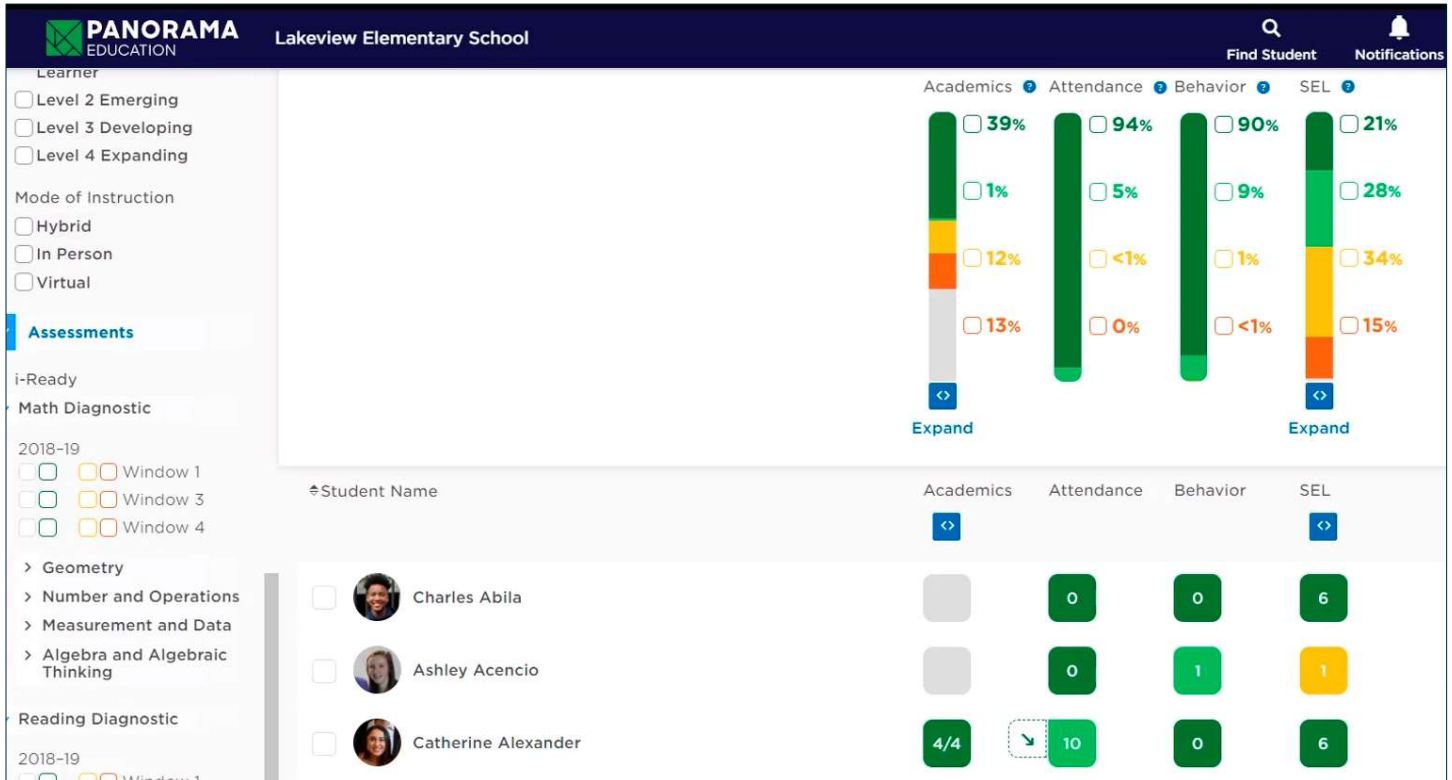 PANORAMA
EDUCATION
Lakeview Elementary School
Find Student
Notifications
Learner
Level 2 Emerging
Level 3 Developing
Level 4 Expanding
Mode of Instruction
Hybrid
In Person
Virtual
Assessments
i-Ready
Math Diagnostic
2018-19
Window 1
Window 3
Window 4
> Geometry
> Number and Operations
> Measurement and Data
> Algebra and Algebraic
Thinking
Reading Diagnostic
2018-19
Window 1
Academics ? Attendance ? Behavior ? SEL ?
39% 94% 90% 21%
1% 5% 9% 28%
12% <1% 1% 34%
13% 0% <1% 15%
<> <>
Expand Expand
Student Name Academics Attendance Behavior SEL
<> <>
Charles Abila 0 0 6
Ashley Acencio 0 1 1
Catherine Alexander 4/4 10 0 6